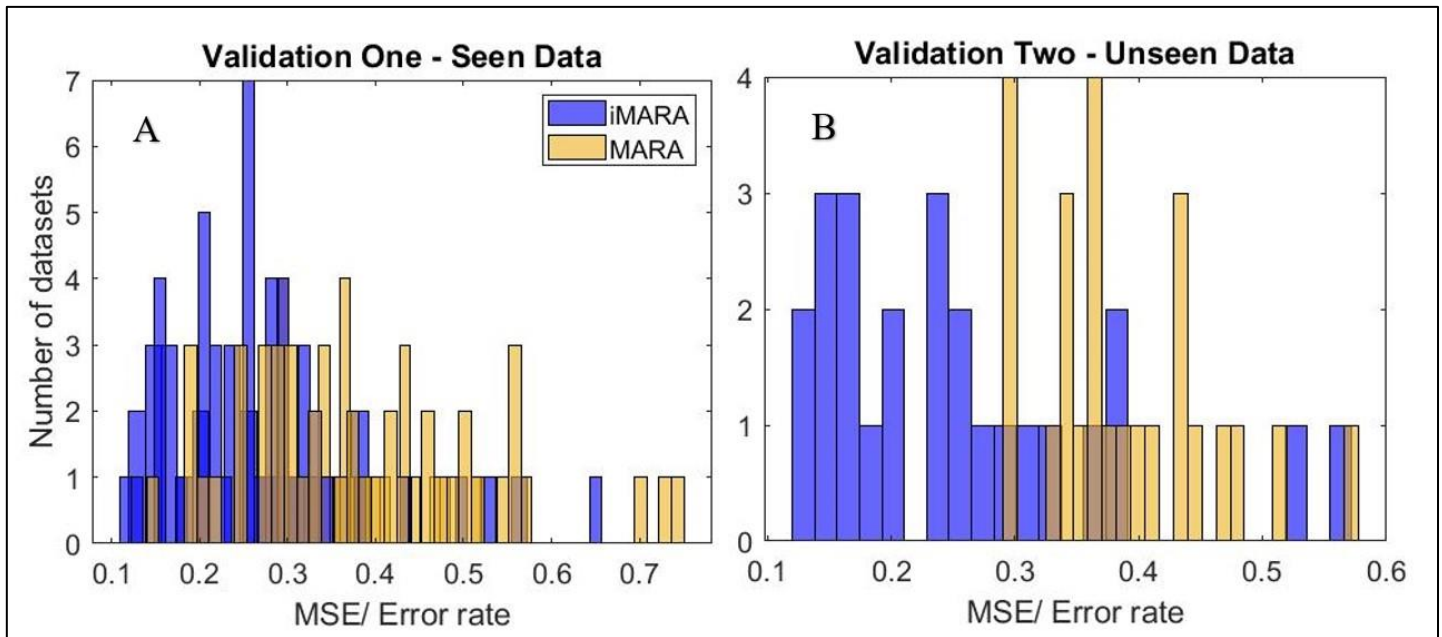 Validation One - Seen Data
A
iMARA
MARA
7
6
5
4
3
2
1
0
Number of datasets
0.1 0.2 0.3 0.4 0.5 0.6 0.7
MSE/ Error rate
Validation Two - Unseen Data
B
4
3
2
1
0
0.1 0.2 0.3 0.4 0.5 0.6
MSE/ Error rate